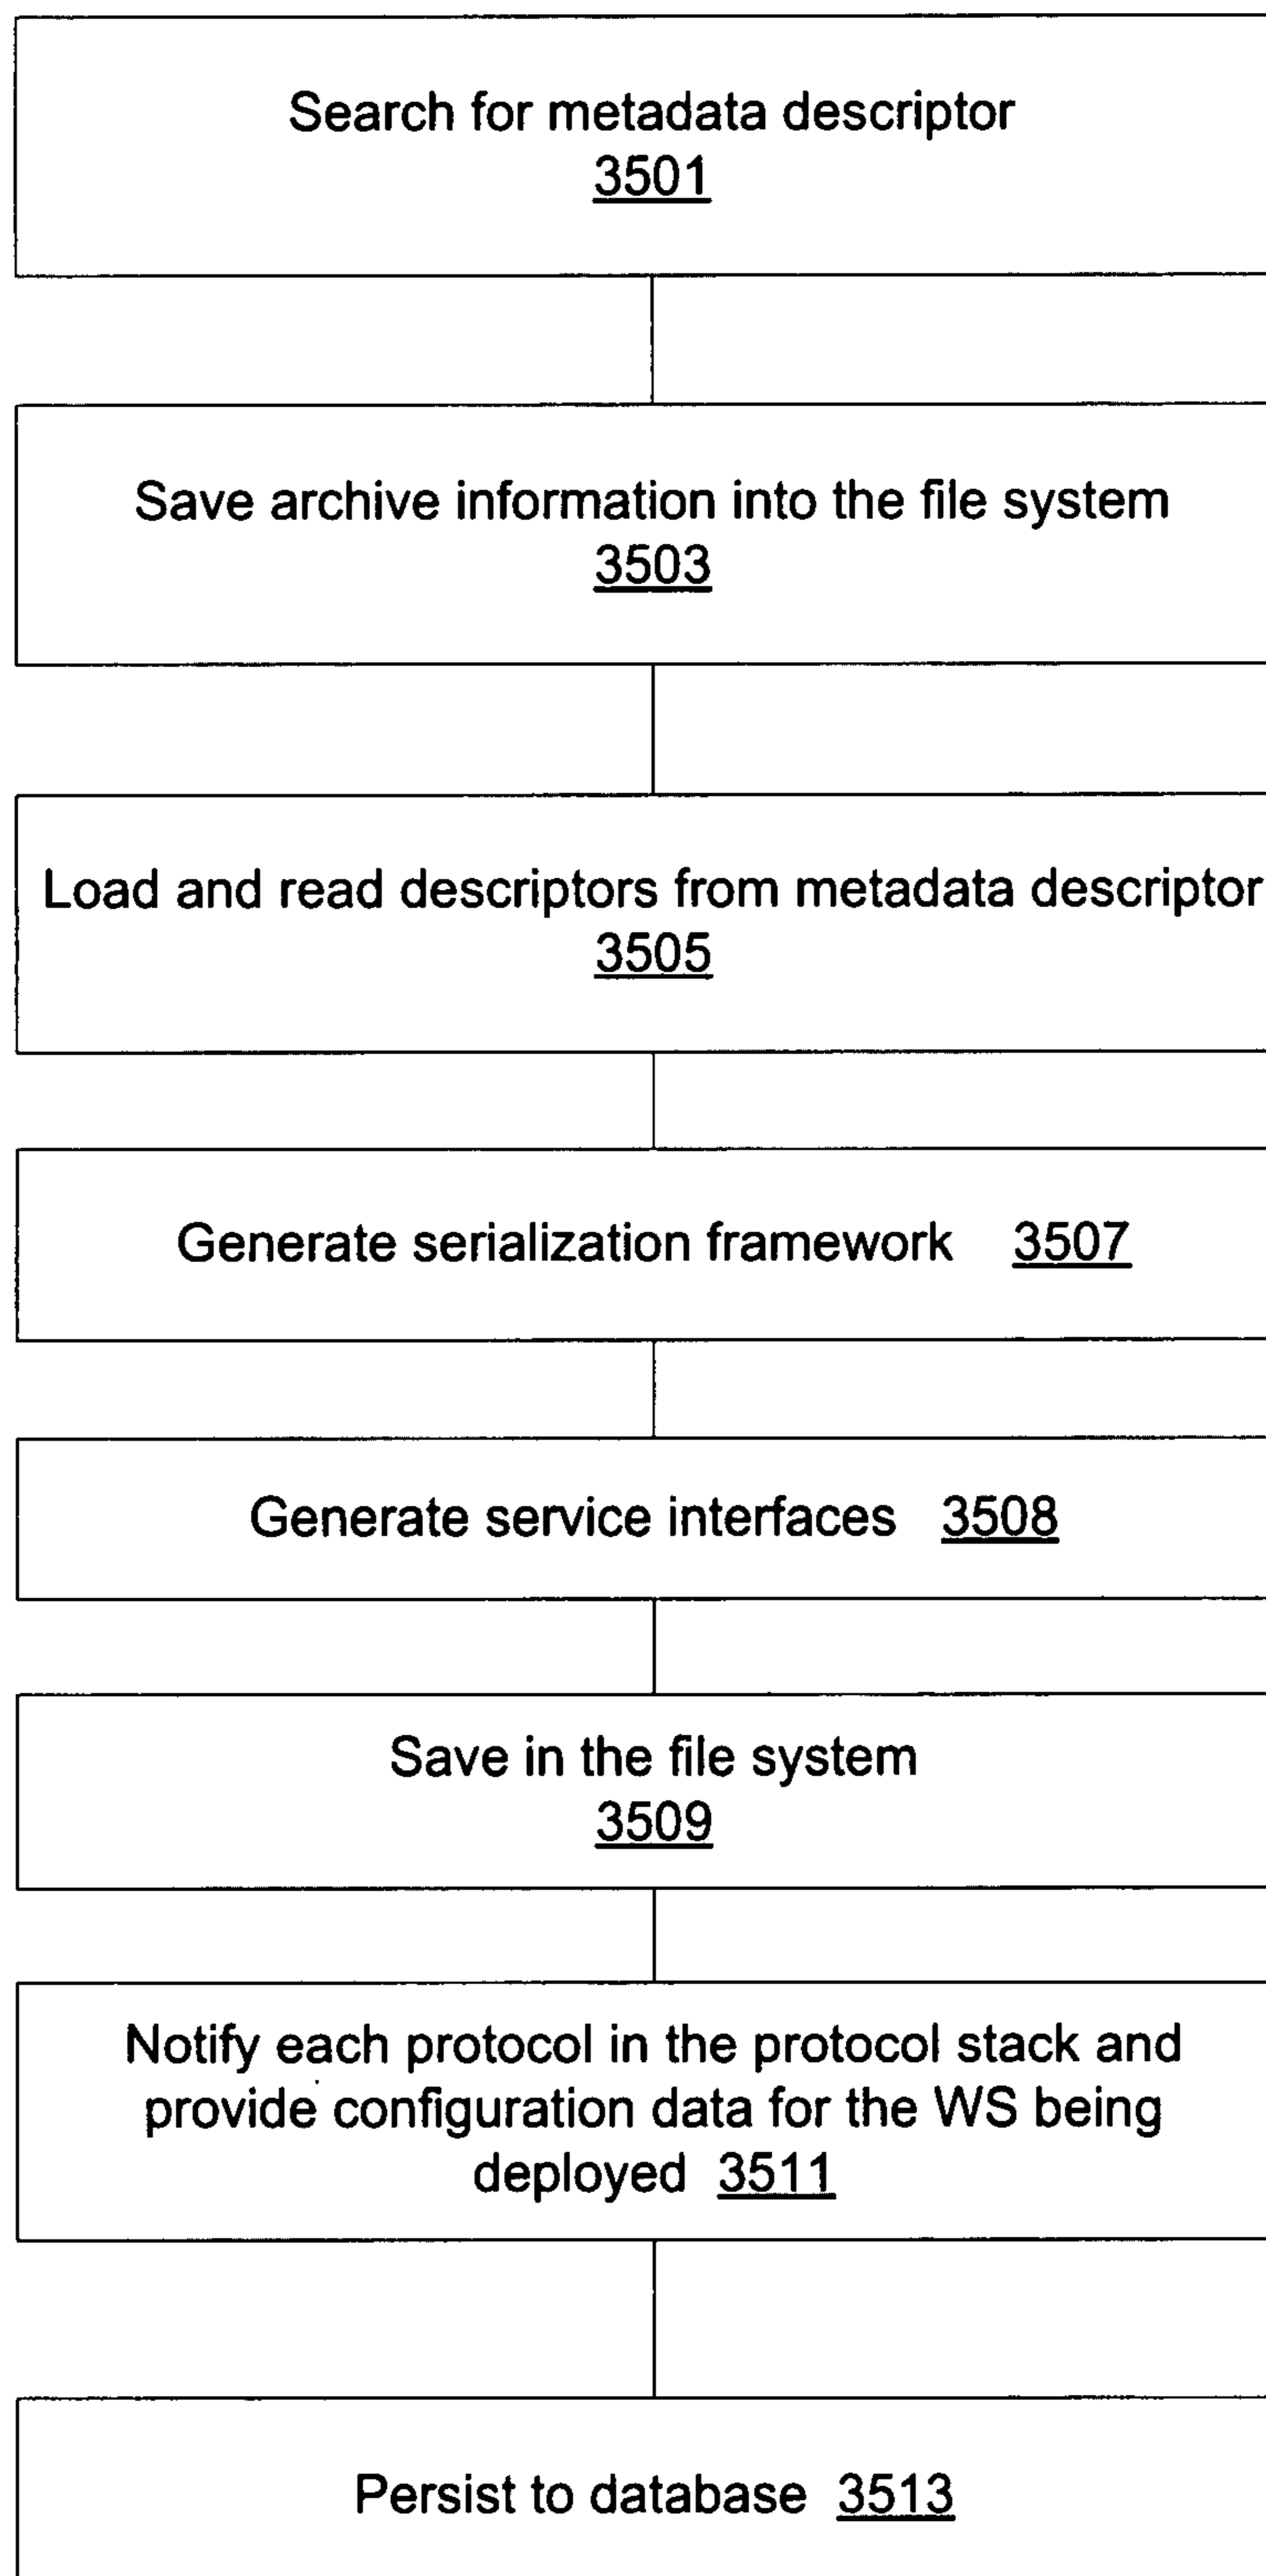 Search for metadata descriptor
3501
Save archive information into the file system
3503
Load and read descriptors from metadata descriptor
3505
Generate serialization framework 3507
Generate service interfaces 3508
Save in the file system
3509
Notify each protocol in the protocol stack and
provide configuration data for the WS being
deployed 3511
Persist to database 3513